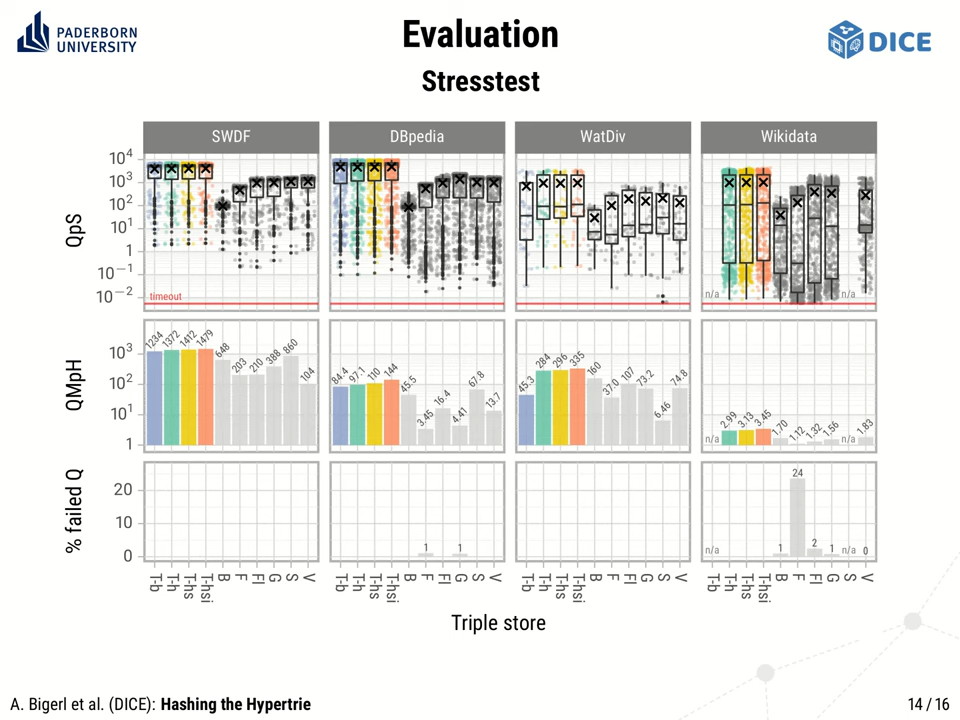 PADERBORN
UNIVERSITY
Evaluation
DICE
Stresstest
SWDF DBpedia WatDiv Wikidata
QpS
10⁴
10³
10²
10¹
1
10⁻¹
10⁻²
timeout
n/a n/a
QMpH
10³
10²
10¹
1
1234 1372 1412 1479 648 203 210 388 860 104
84.4 97.1 110 144 45.5 3.45 16.4 4.41 67.8 13.7
45.3 284 296 335 160 37.0 107 73.2 6.46 74.8
n/a 2.99 3.13 3.45 1.70 1.12 1.32 1.56 n/a 1.83
% failed Q
20
10
0
1 1
n/a 1 24 2 1 n/a 0
T-b T-h T-hs T-hsi B F Fl G S V
T-b T-h T-hs T-hsi B F Fl G S V
T-b T-h T-hs T-hsi B F Fl G S V
T-b T-h T-hs T-hsi B F Fl G S V
Triple store
A. Bigerl et al. (DICE): Hashing the Hypertrie
14 / 16